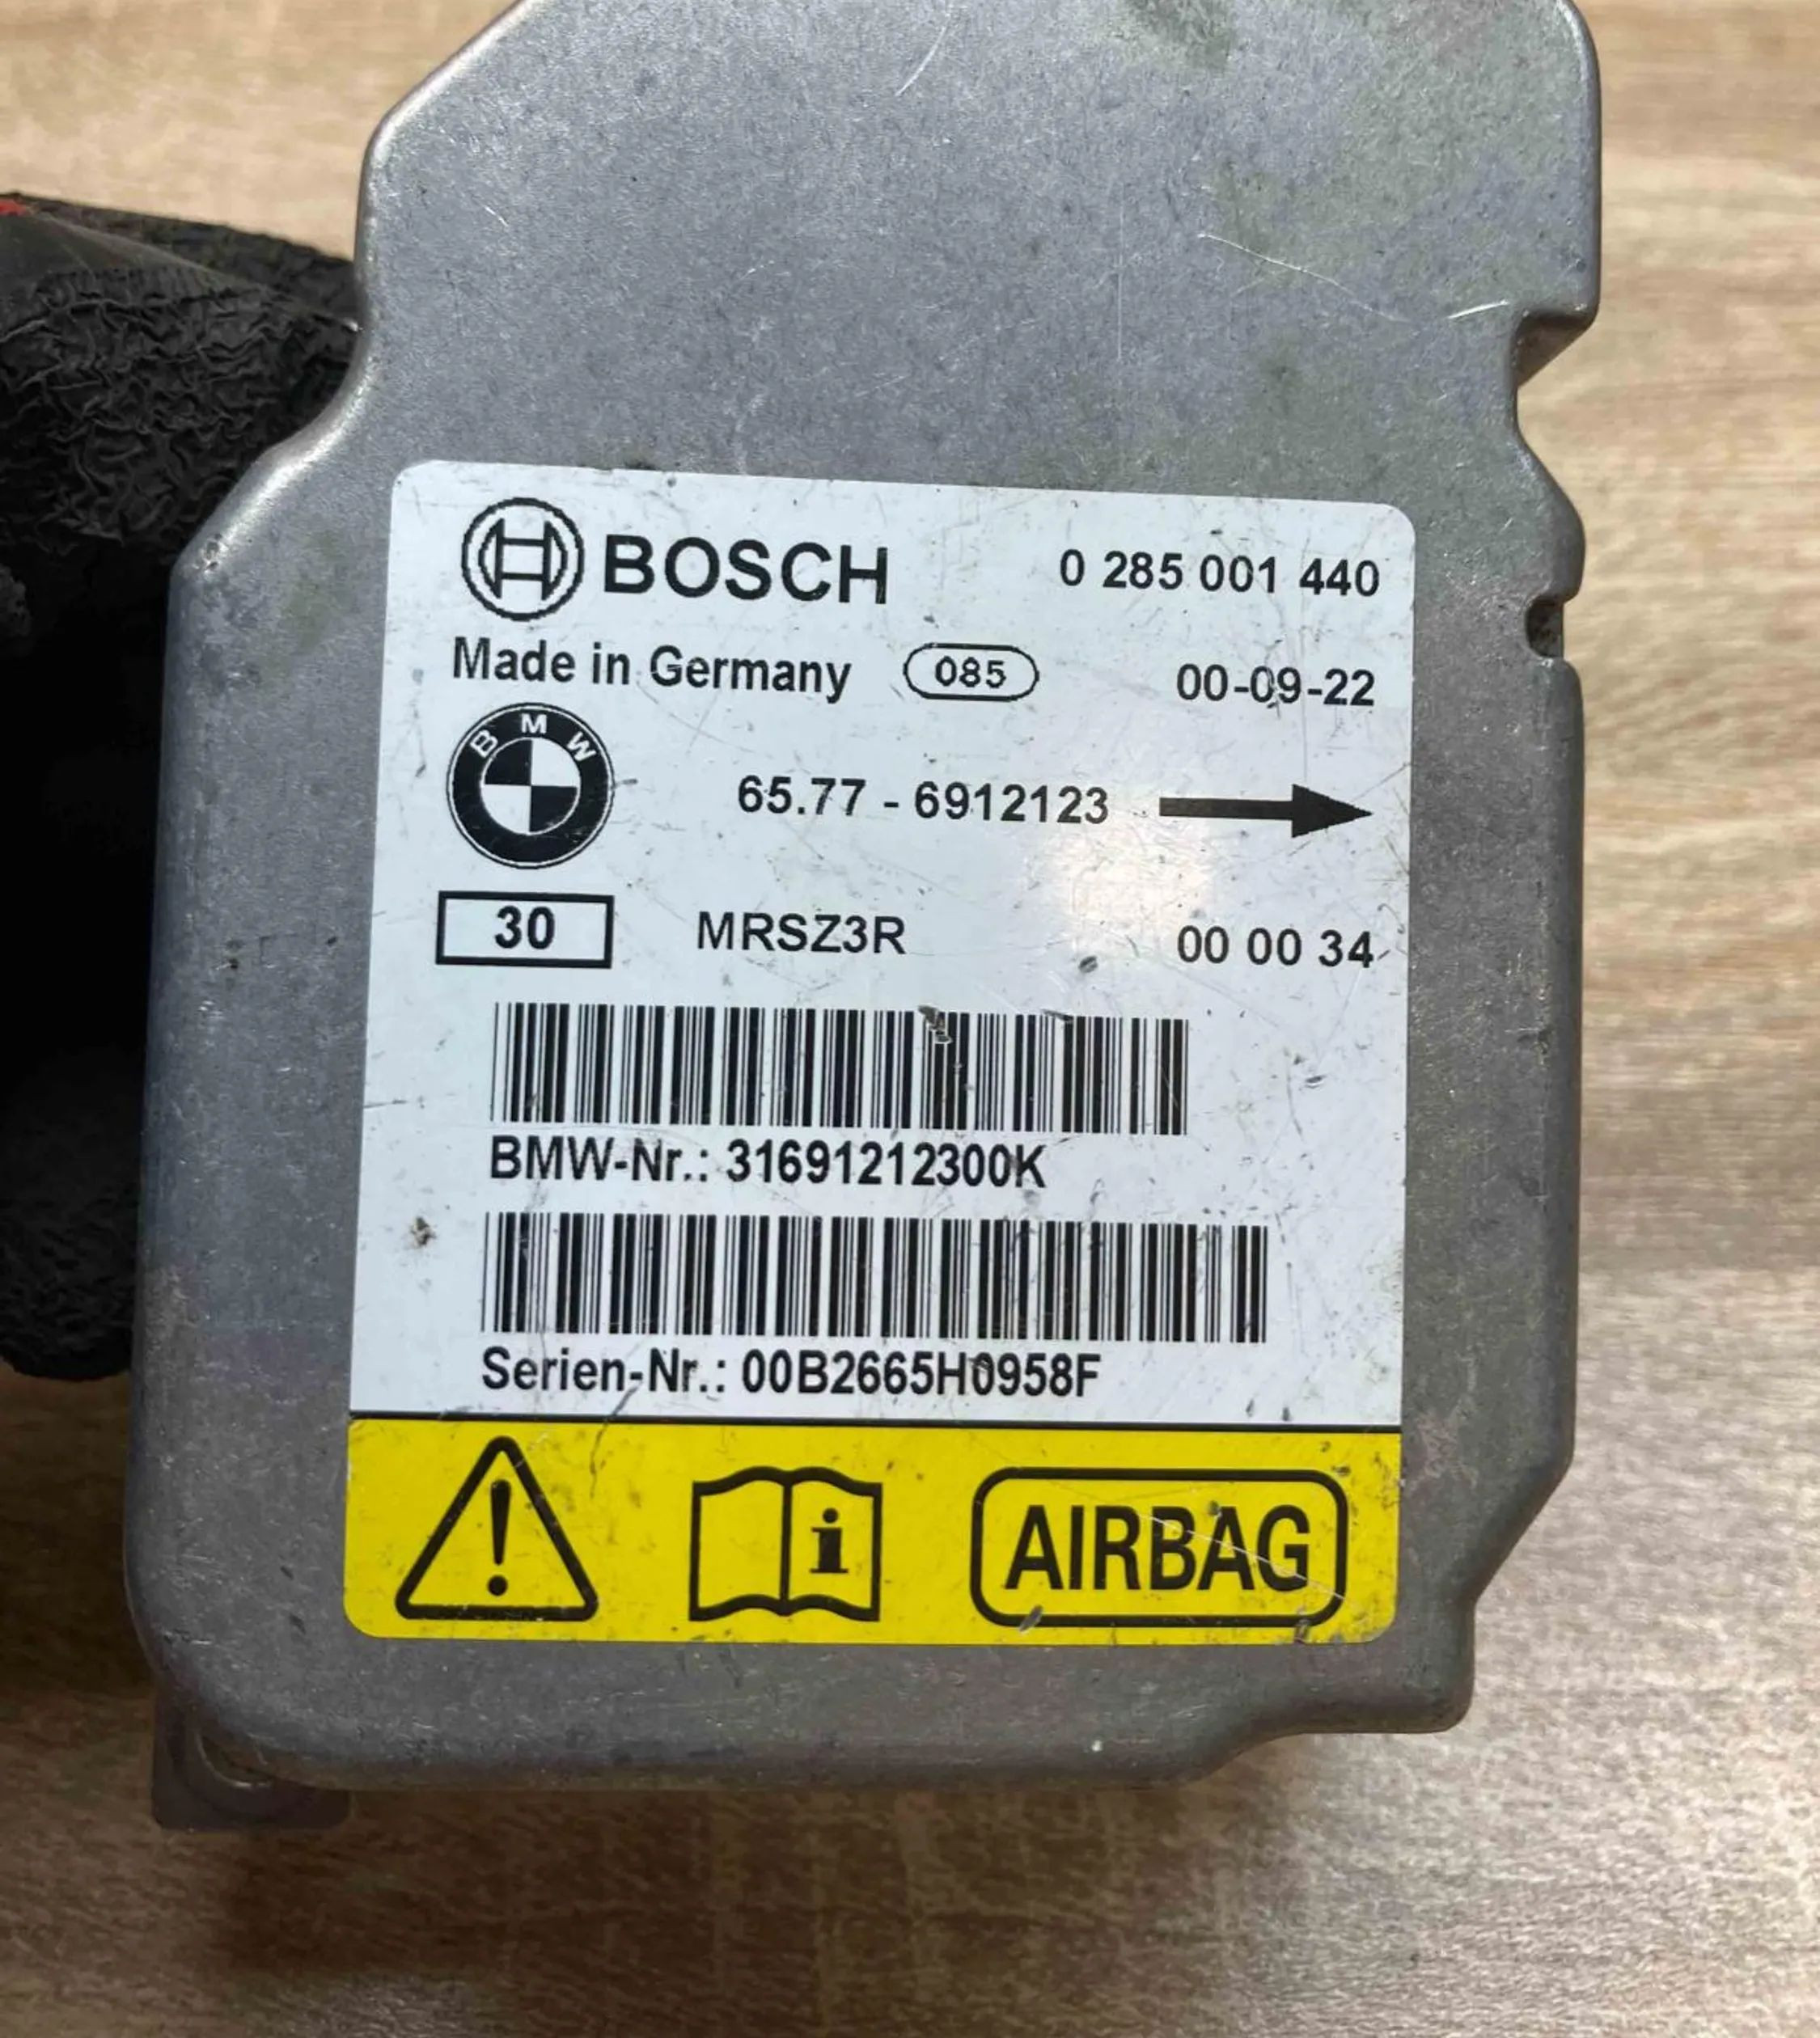 BOSCH 0 285 001 440
Made in Germany 085 00-09-22
BMW
65.77 - 6912123
30 MRSZ3R 00 00 34
BMW-Nr.: 31691212300K
Serien-Nr.: 00B2665H0958F
! i AIRBAG